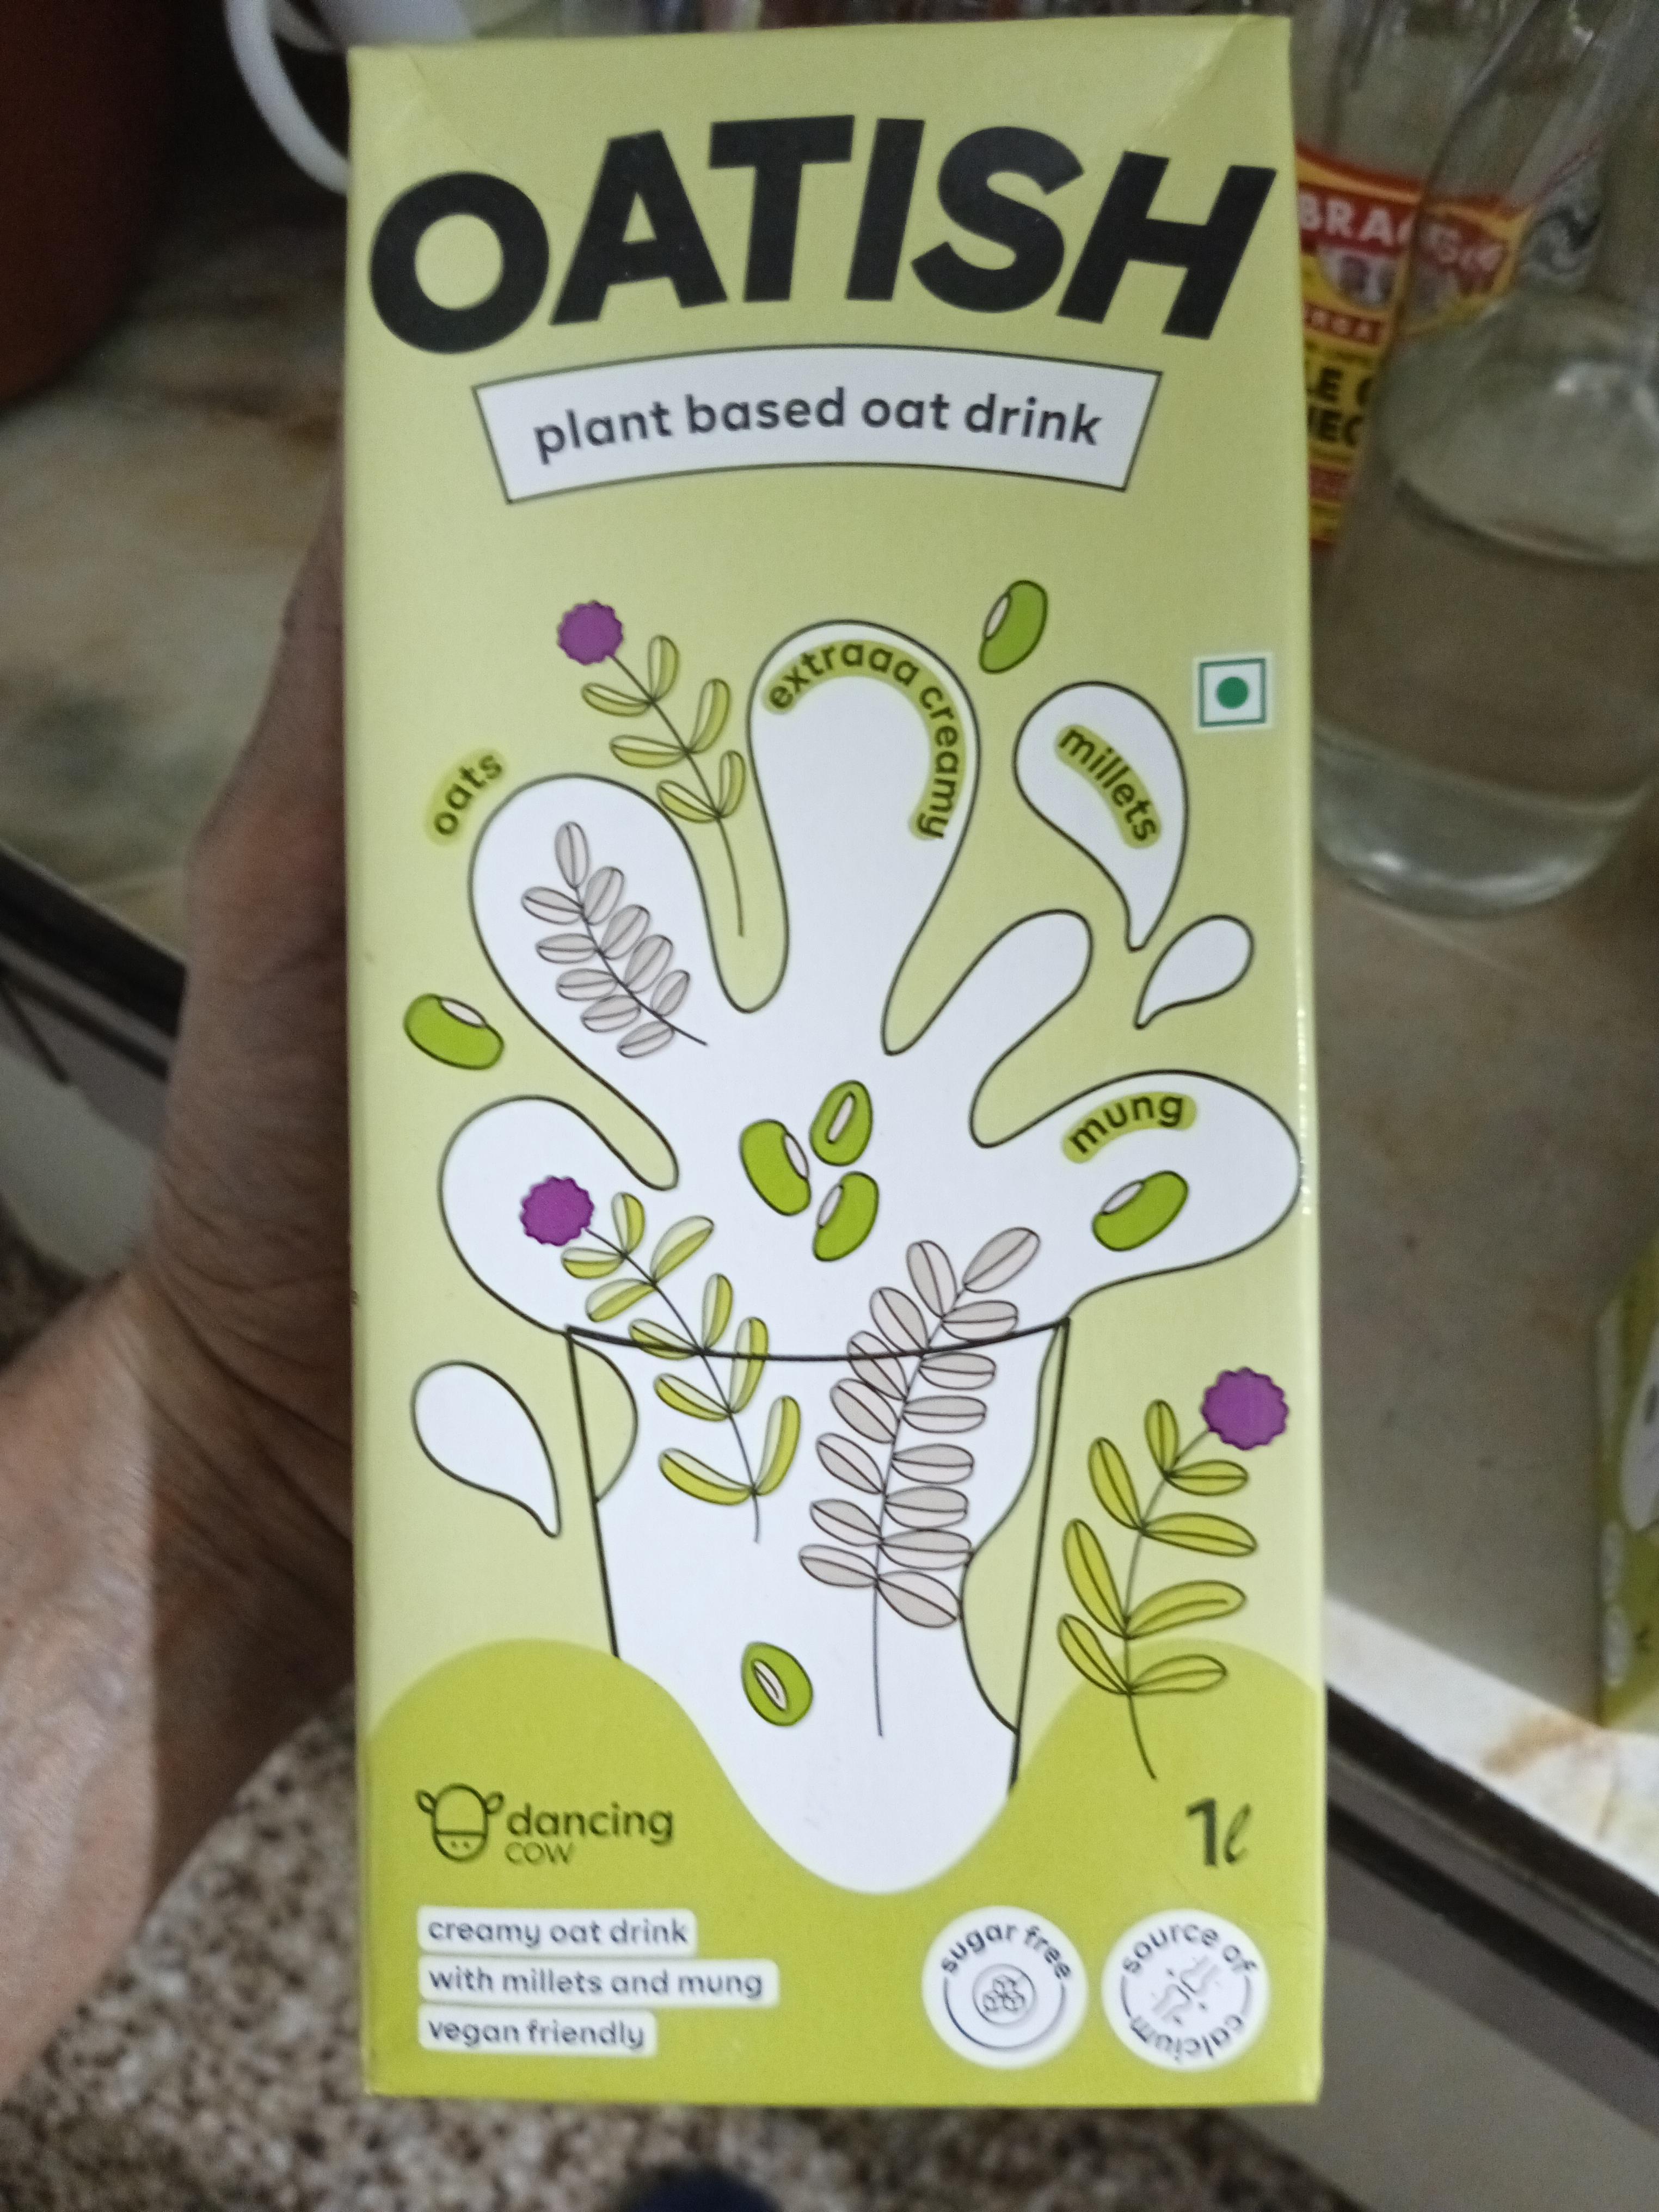 OATISH
plant based oat drink
extraaa creamy
oats
millets
mung
dancing
cow
1l
creamy oat drink
with millets and mung
vegan friendly
sugar free
source of calcium
BRAG